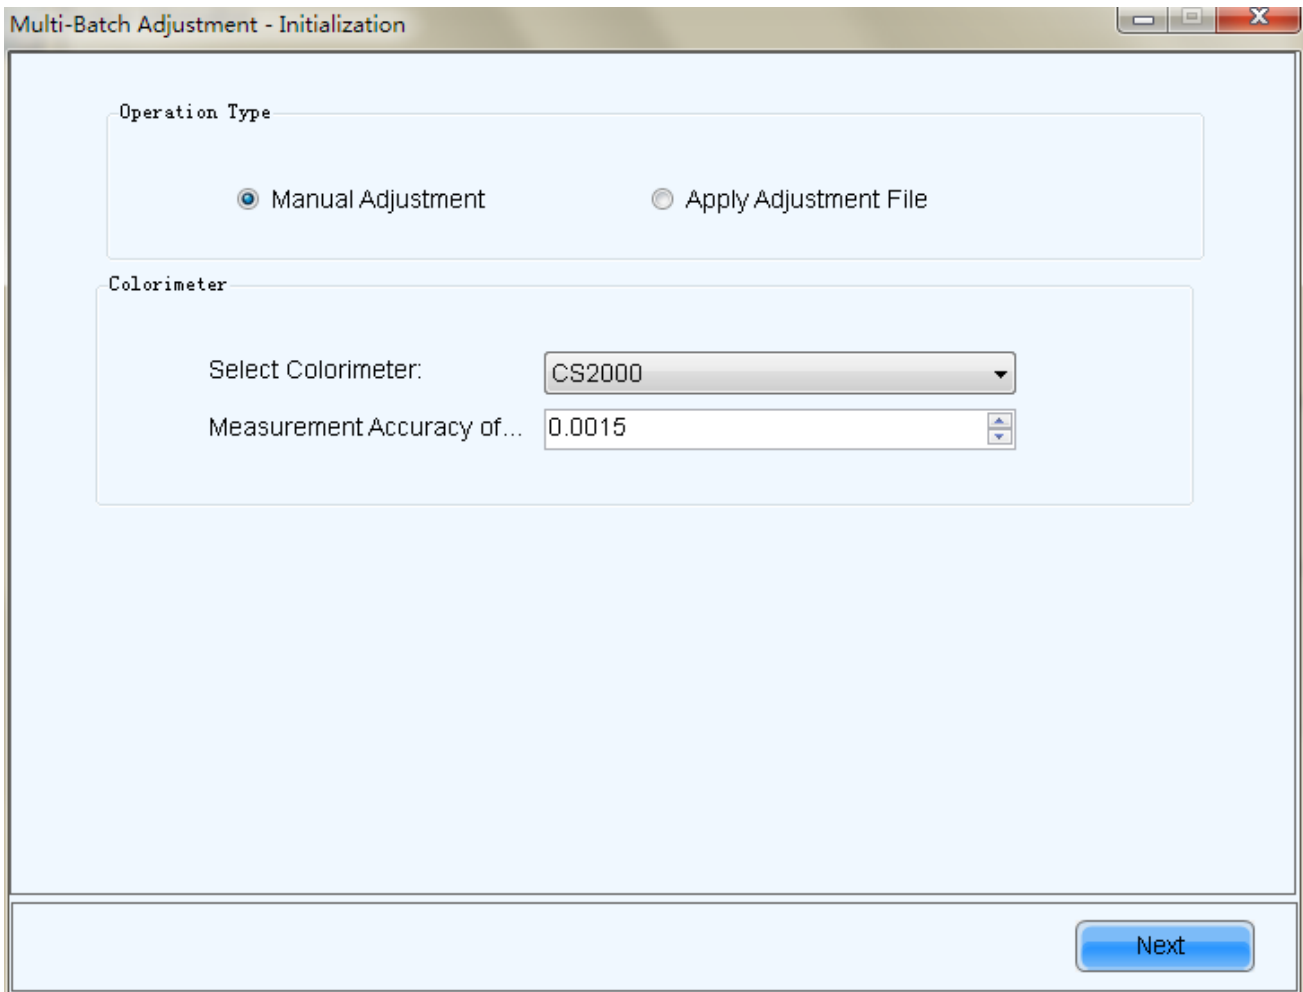 Multi-Batch Adjustment - Initialization
Operation Type
Manual Adjustment Apply Adjustment File
Colorimeter
Select Colorimeter: CS2000
Measurement Accuracy of... 0.0015
Next